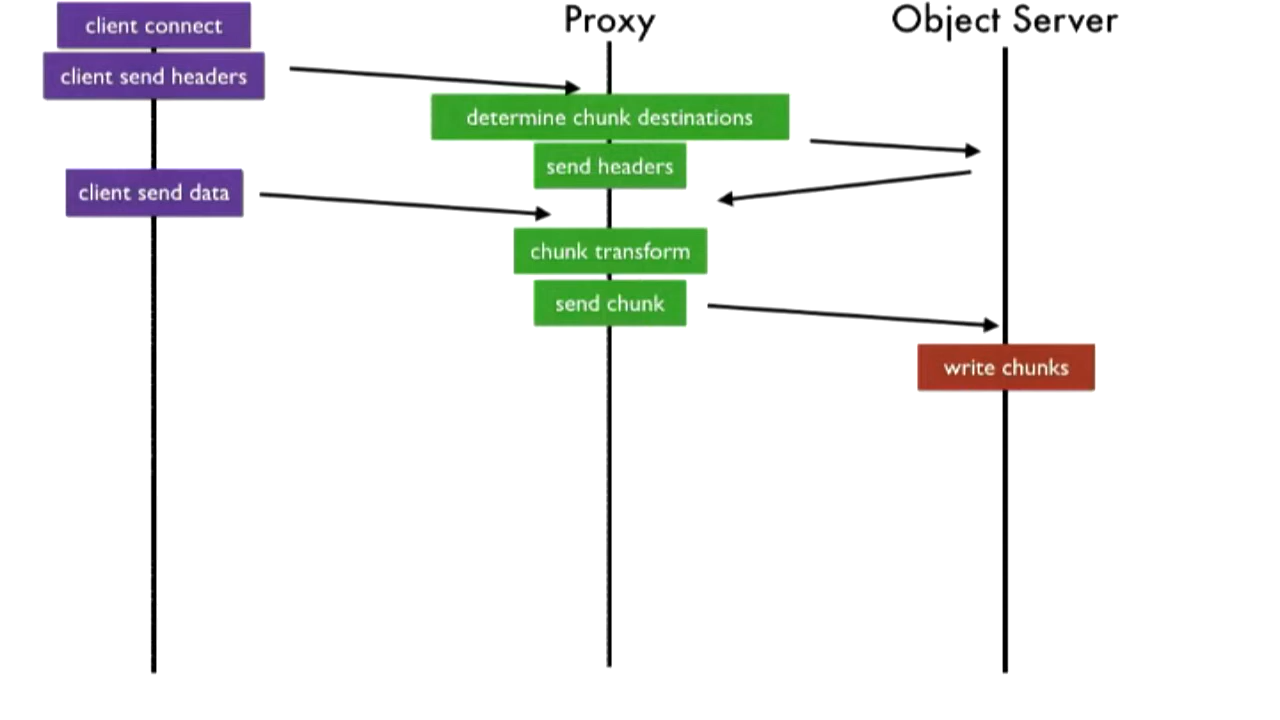 Proxy
Object Server
client connect
client send headers
determine chunk destinations
send headers
client send data
chunk transform
send chunk
write chunks